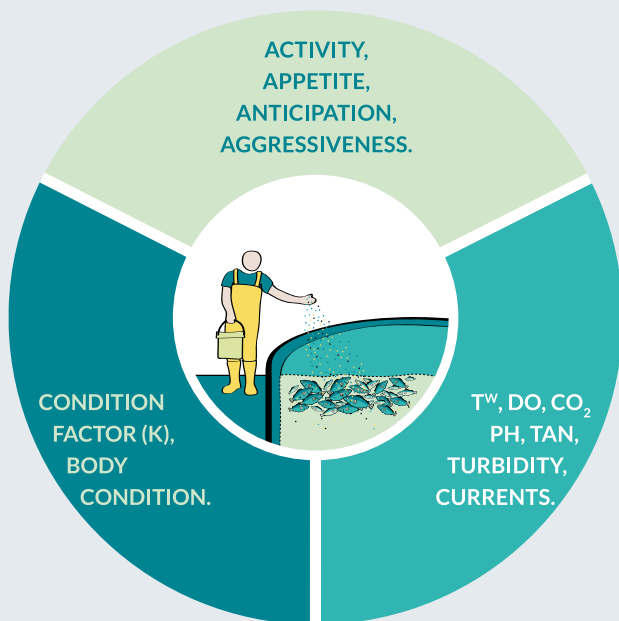 ACTIVITY,
APPETITE,
ANTICIPATION,
AGGRESSIVENESS.
CONDITION
FACTOR (K),
BODY
CONDITION.
Tᵂ, DO, CO₂
PH, TAN,
TURBIDITY,
CURRENTS.